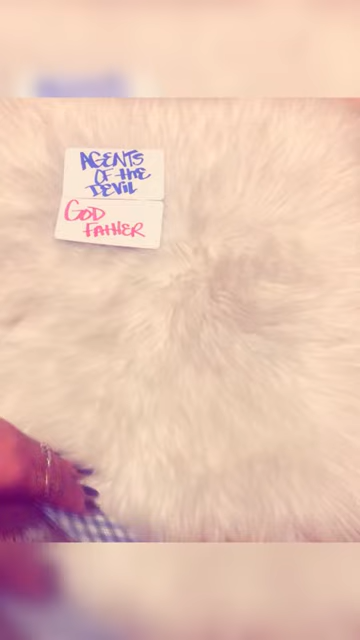 AGENTS
OF THE
DEVIL
GOD
FATHER